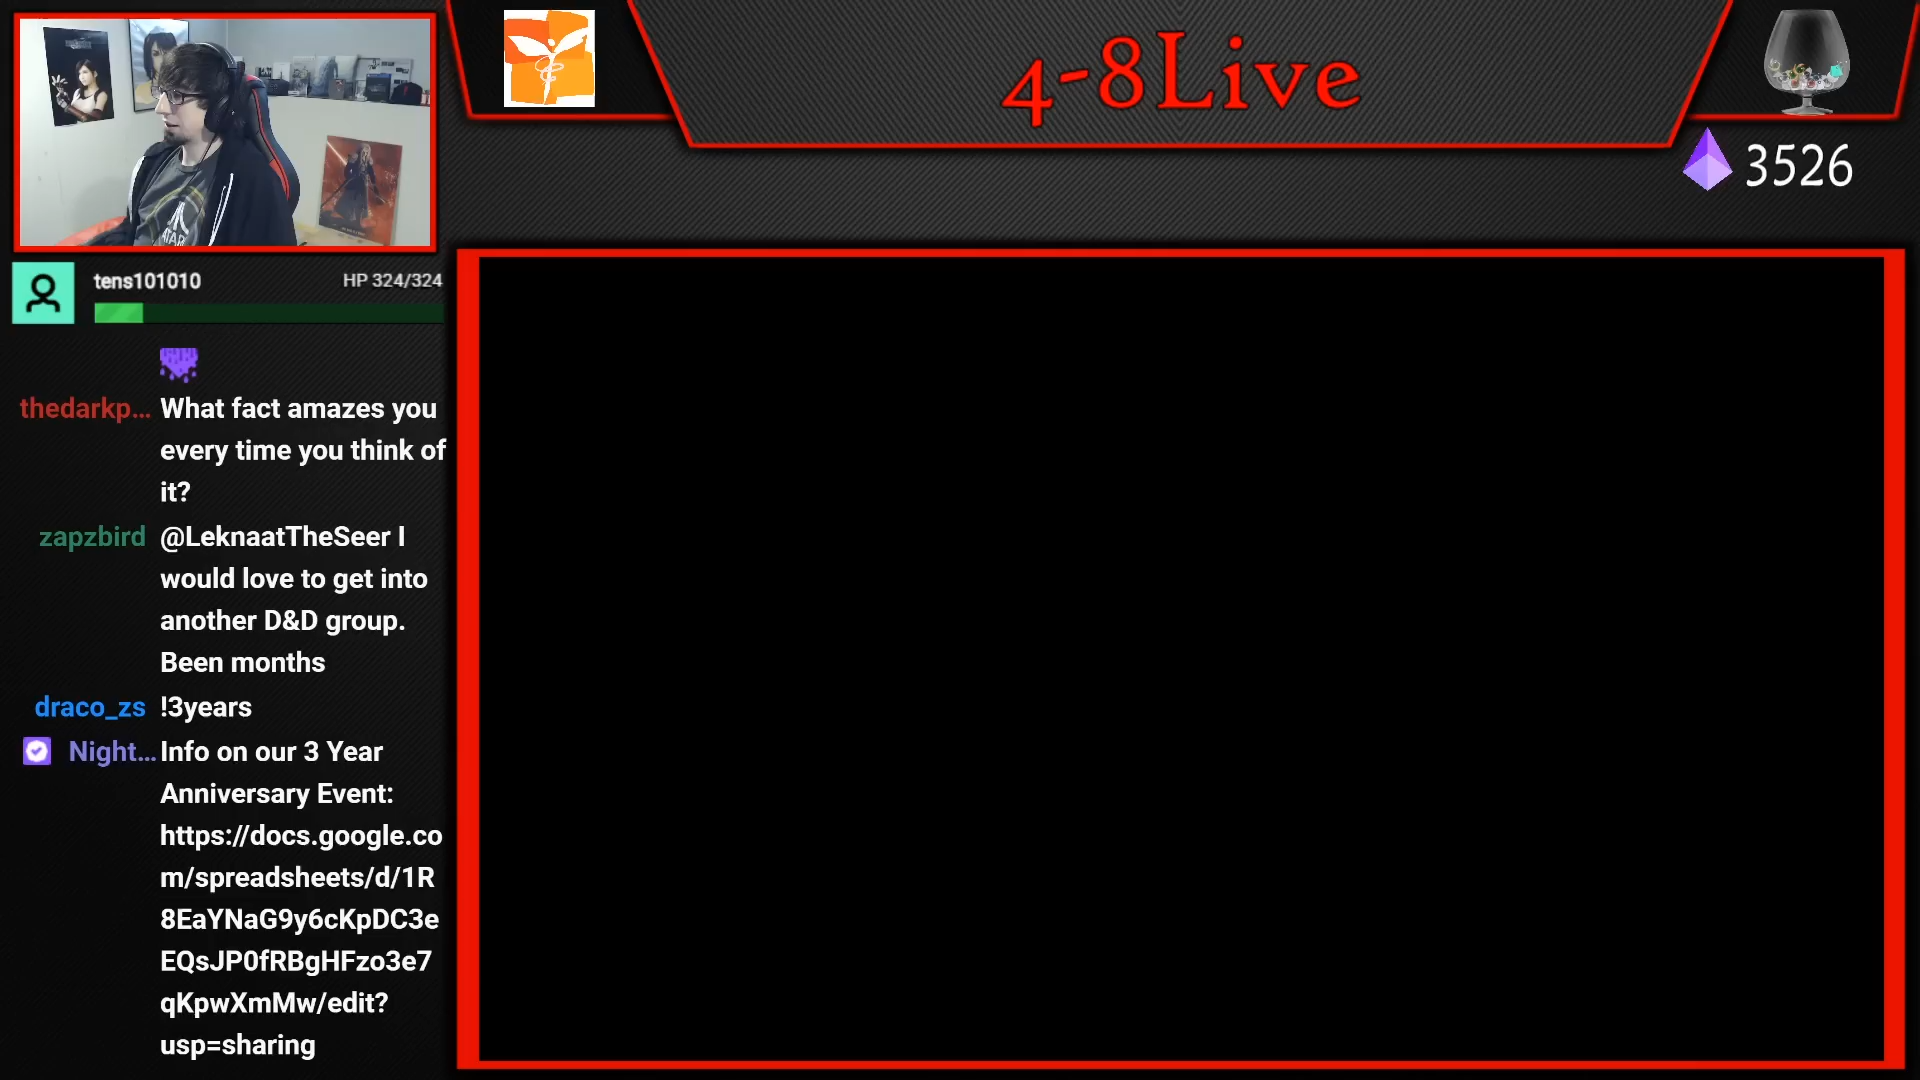 4-8Live
3526
tens101010 HP 324/324
thedarkp... What fact amazes you
every time you think of
it?
zapzbird @LeknaatTheSeer I
would love to get into
another D&D group.
Been months
draco_zs !3years
Night... Info on our 3 Year
Anniversary Event:
https://docs.google.co
m/spreadsheets/d/1R
8EaYNaG9y6cKpDC3e
EQsJP0fRBgHFzo3e7
qKpwXmMw/edit?
usp=sharing
ATARI